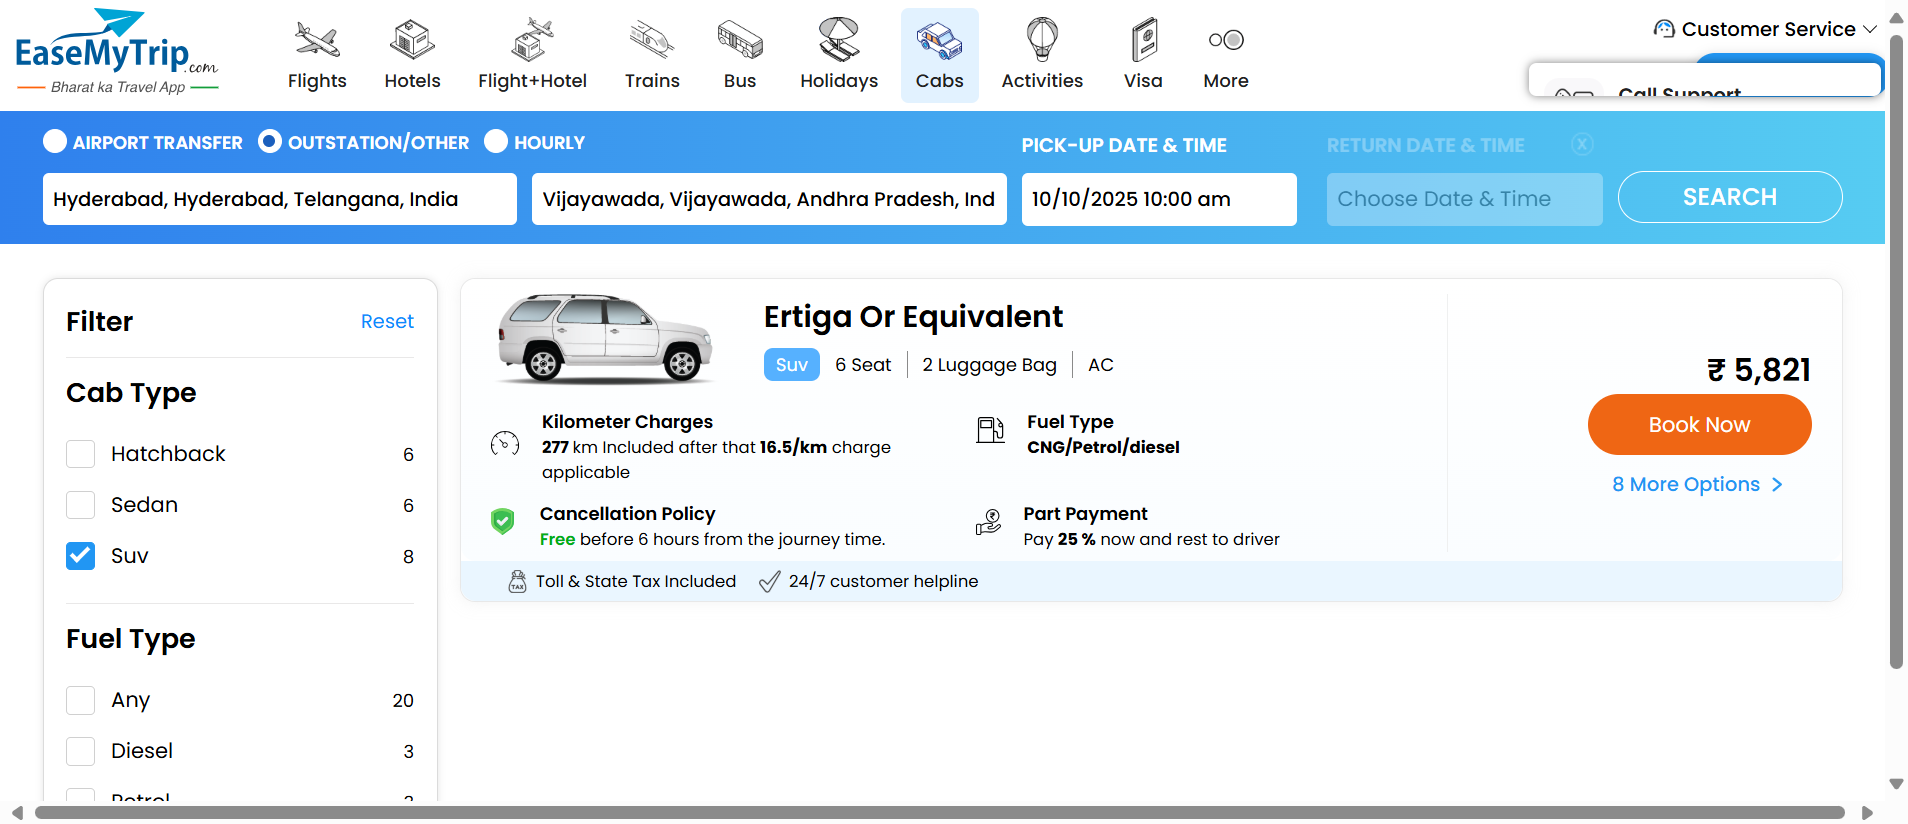 EaseMyTrip.com
Bharat ka Travel App
Flights
Hotels
Flight+Hotel
Trains
Bus
Holidays
Cabs
Activities
Visa
More
Customer Service
Call Support
AIRPORT TRANSFER
OUTSTATION/OTHER
HOURLY
PICK-UP DATE & TIME
RETURN DATE & TIME
X
Hyderabad, Hyderabad, Telangana, India
Vijayawada, Vijayawada, Andhra Pradesh, Ind
10/10/2025 10:00 am
Choose Date & Time
SEARCH
Filter
Reset
Cab Type
Hatchback 6
Sedan 6
Suv 8
Fuel Type
Any 20
Diesel 3
Petrol 3
Ertiga Or Equivalent
Suv 6 Seat 2 Luggage Bag AC
Kilometer Charges
277 km Included after that 16.5/km charge
applicable
Fuel Type
CNG/Petrol/diesel
Cancellation Policy
Free before 6 hours from the journey time.
Part Payment
Pay 25 % now and rest to driver
TAX
Toll & State Tax Included
24/7 customer helpline
₹ 5,821
Book Now
8 More Options >